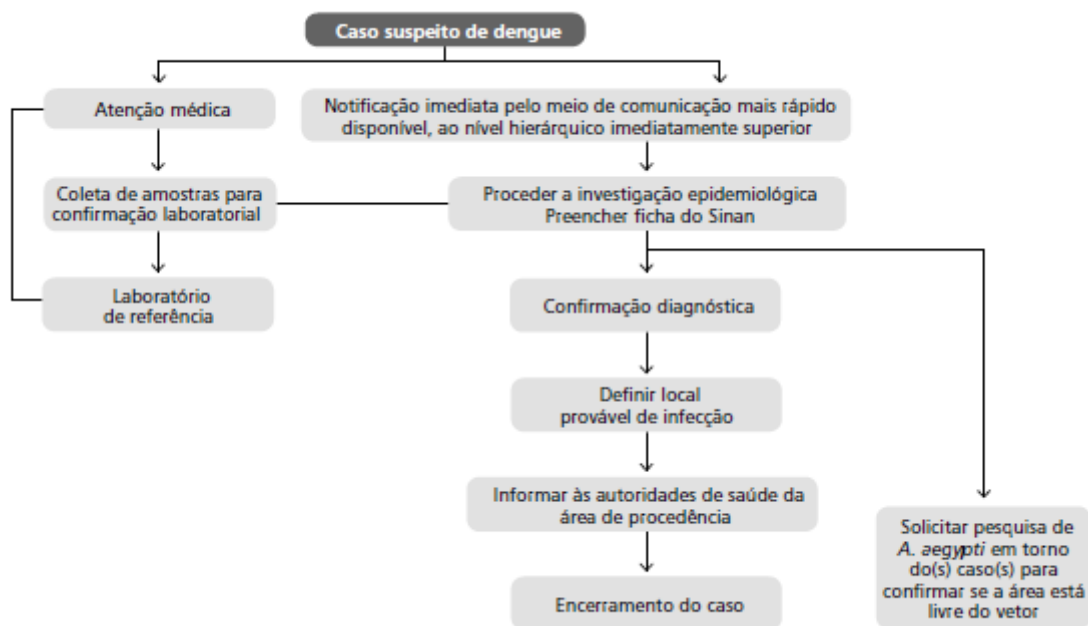 Caso suspeito de dengue
Atenção médica
Notificação imediata pelo meio de comunicação mais rápido
disponível, ao nível hierárquico imediatamente superior
Coleta de amostras para
confirmação laboratorial
Proceder a investigação epidemiológica
Preencher ficha do Sinan
Laboratório
de referência
Confirmação diagnóstica
Definir local
provável de infecção
Informar às autoridades de saúde da
área de procedência
Solicitar pesquisa de
A. aegypti em torno
do(s) caso(s) para
confirmar se a área está
livre do vetor
Encerramento do caso